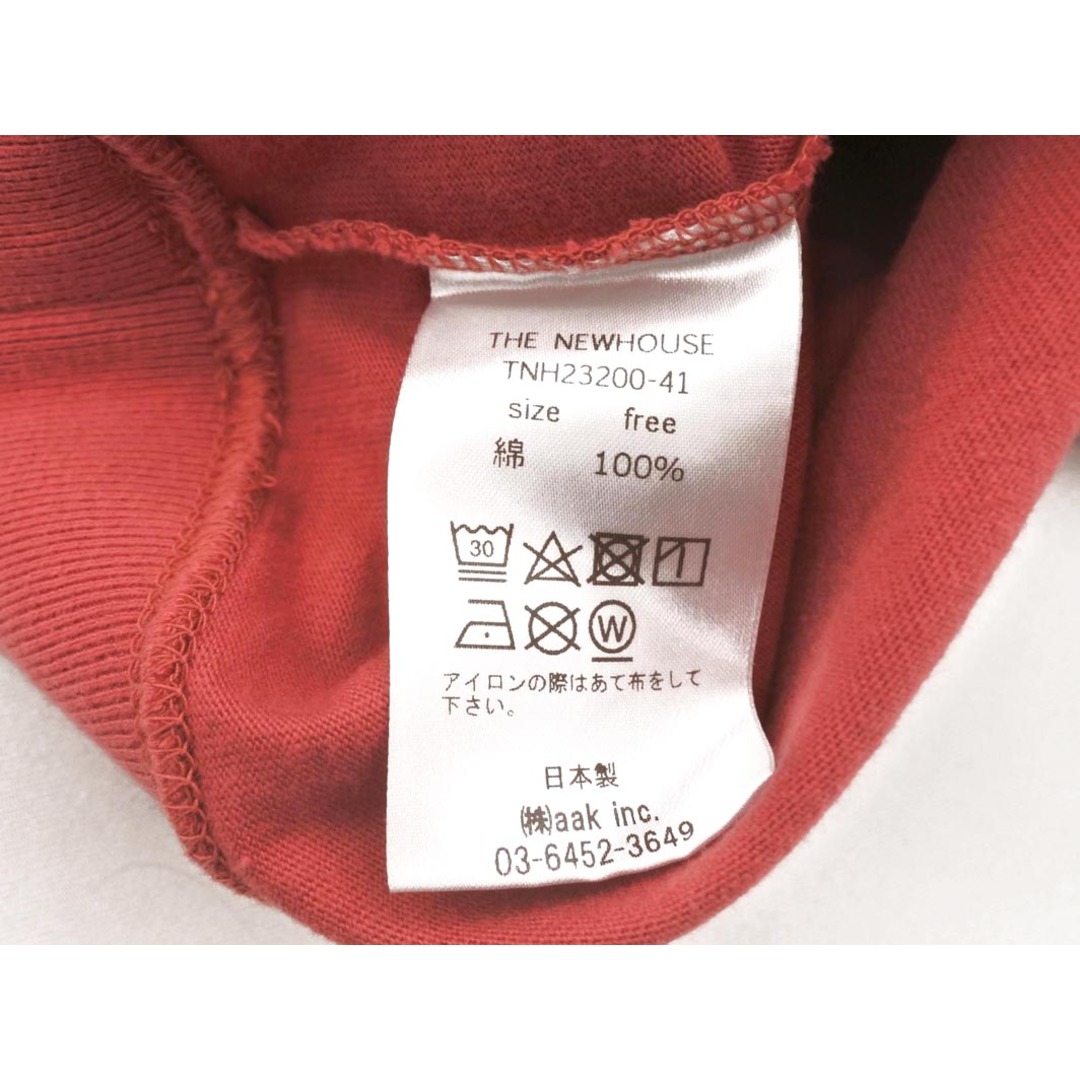 THE NEWHOUSE
TNH23200-41
size free
綿 100%
30
W
アイロンの際はあて布をして
下さい。
日本製
㈱aak inc.
03-6452-3649